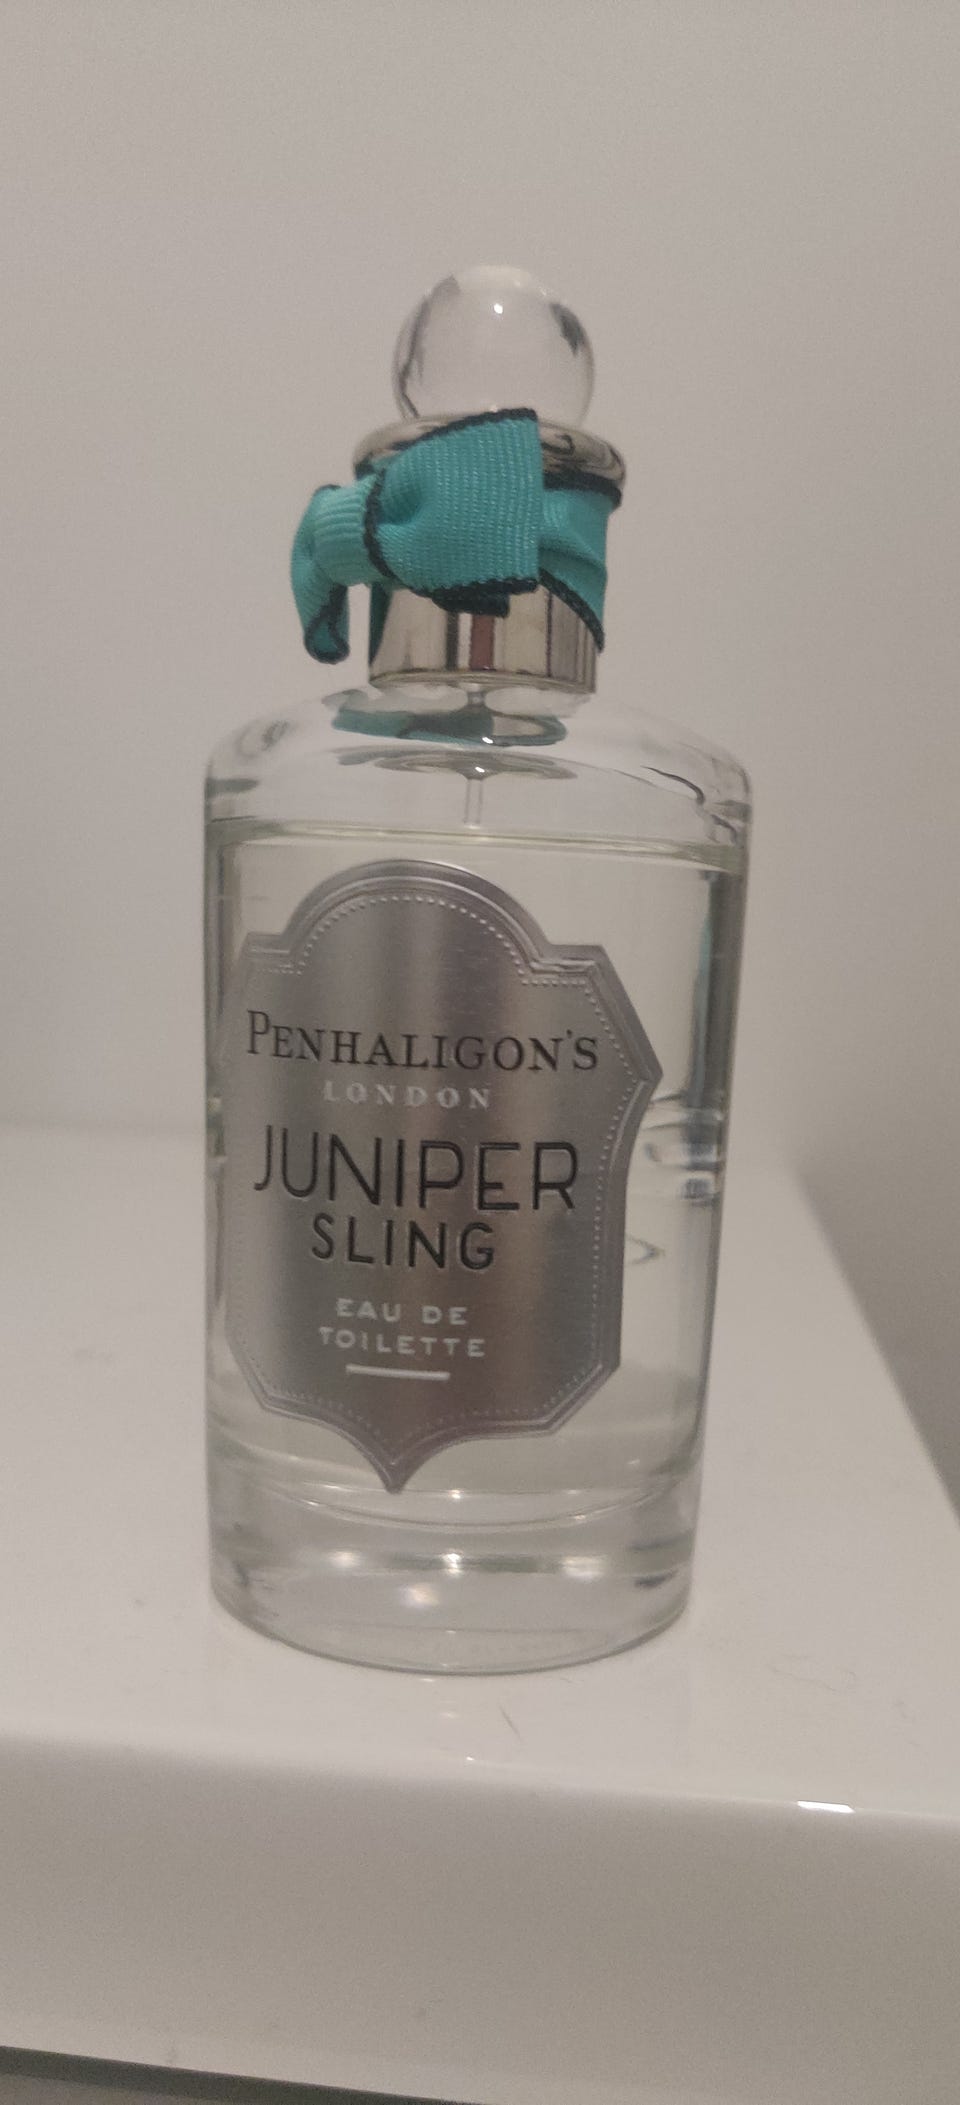 PENHALIGON'S
LONDON
JUNIPER
SLING
EAU DE
TOILETTE